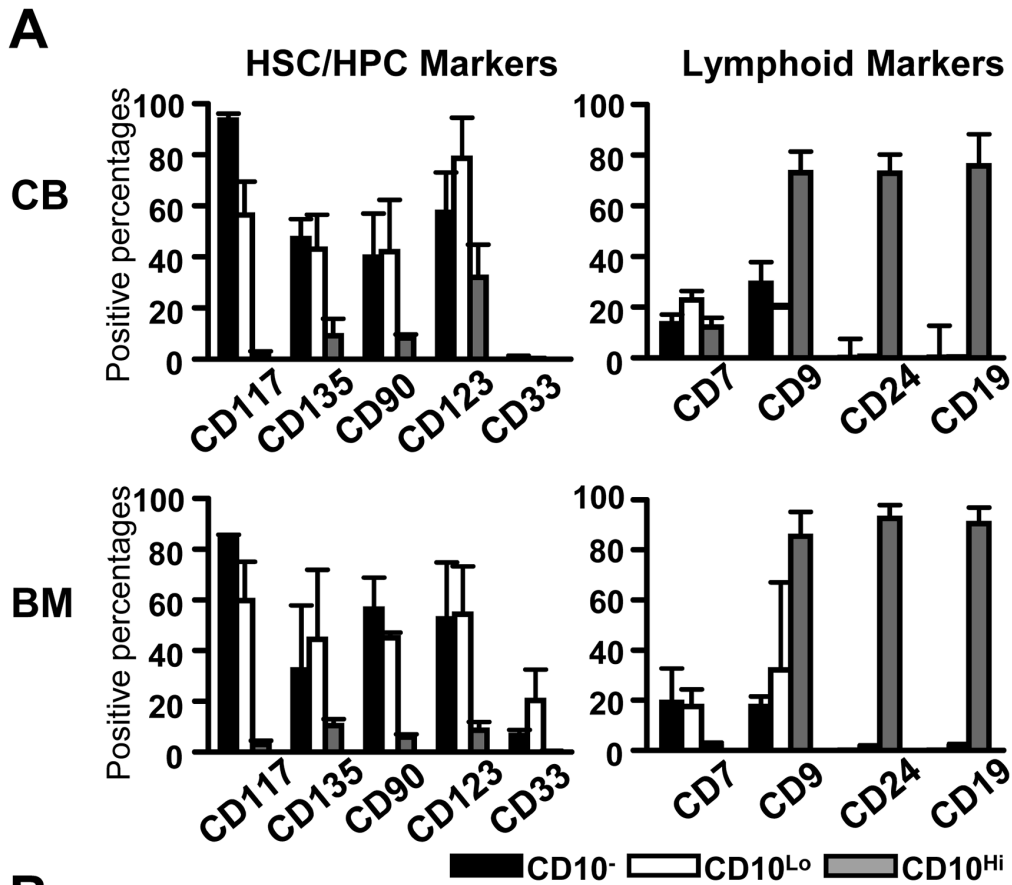 A
HSC/HPC Markers
Lymphoid Markers
CB
Positive percentages
100
80
60
40
20
0
CD117
CD135
CD90
CD123
CD33
100
80
60
40
20
0
CD7
CD9
CD24
CD19
BM
Positive percentages
100
80
60
40
20
0
CD117
CD135
CD90
CD123
CD33
100
80
60
40
20
0
CD7
CD9
CD24
CD19
CD10⁻ CD10ᴸᵒ CD10ᴴⁱ